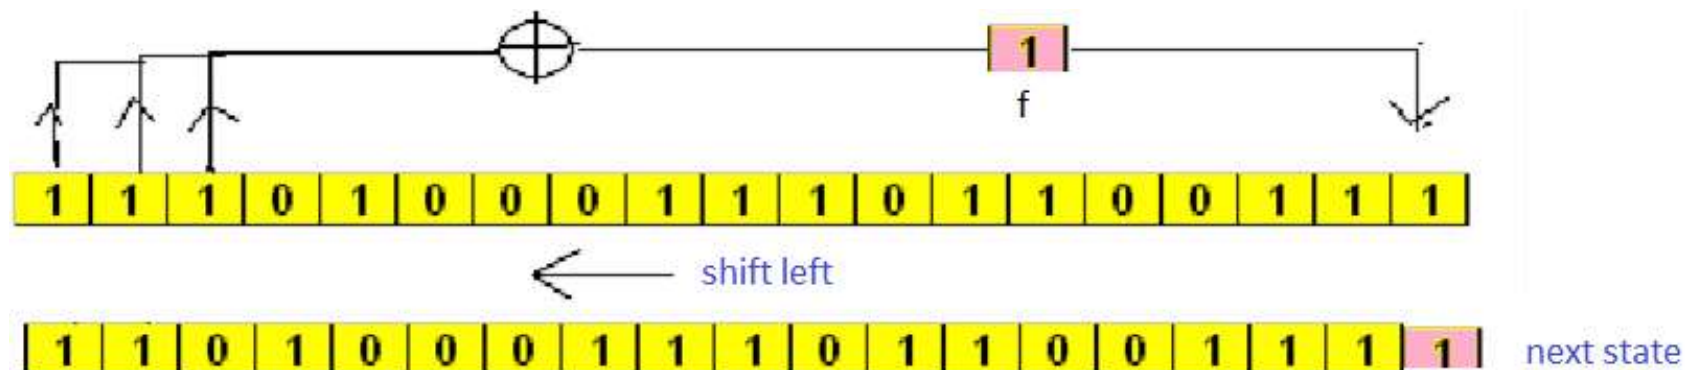 1
f
1 1 1 0 1 0 0 0 1 1 1 0 1 1 0 0 1 1 1
shift left
1 1 0 1 0 0 0 1 1 1 0 1 1 0 0 1 1 1 1 next state